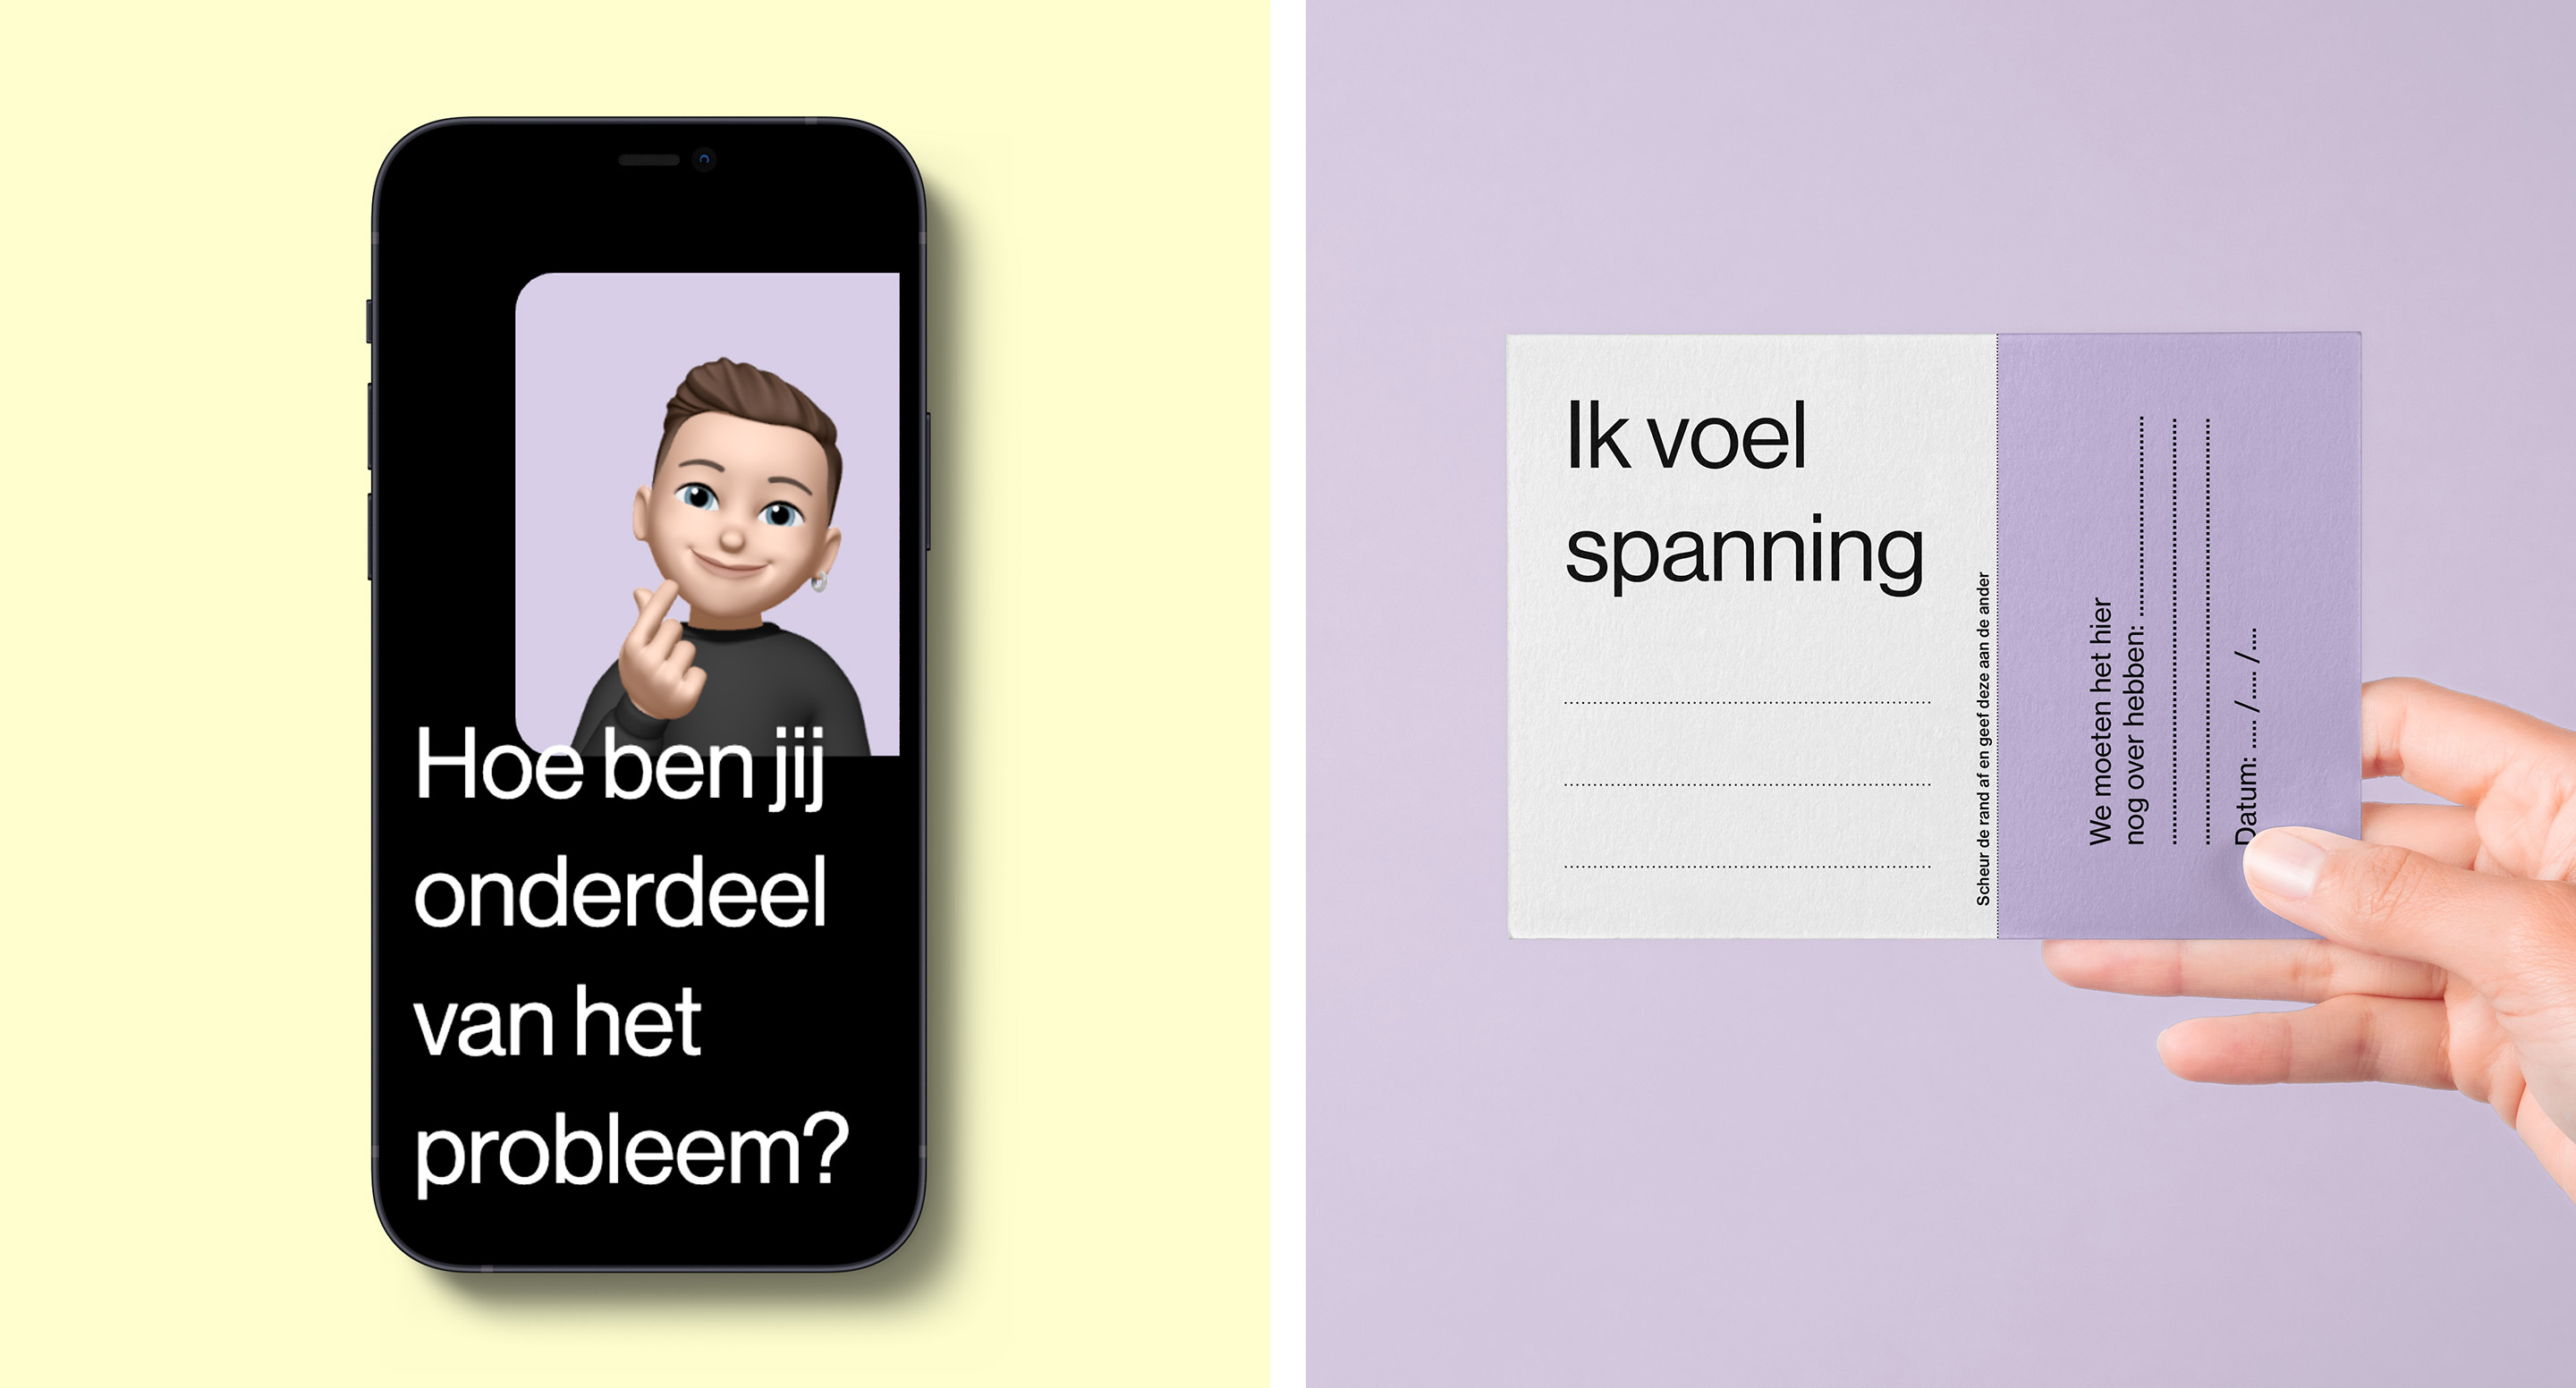 Hoe ben jij
onderdeel
van het
probleem?
Ik voel
spanning
Scheur de rand af en geef deze aan de ander
We moeten het hier
nog over hebben: ........................
Datum: ..... /..... /.....